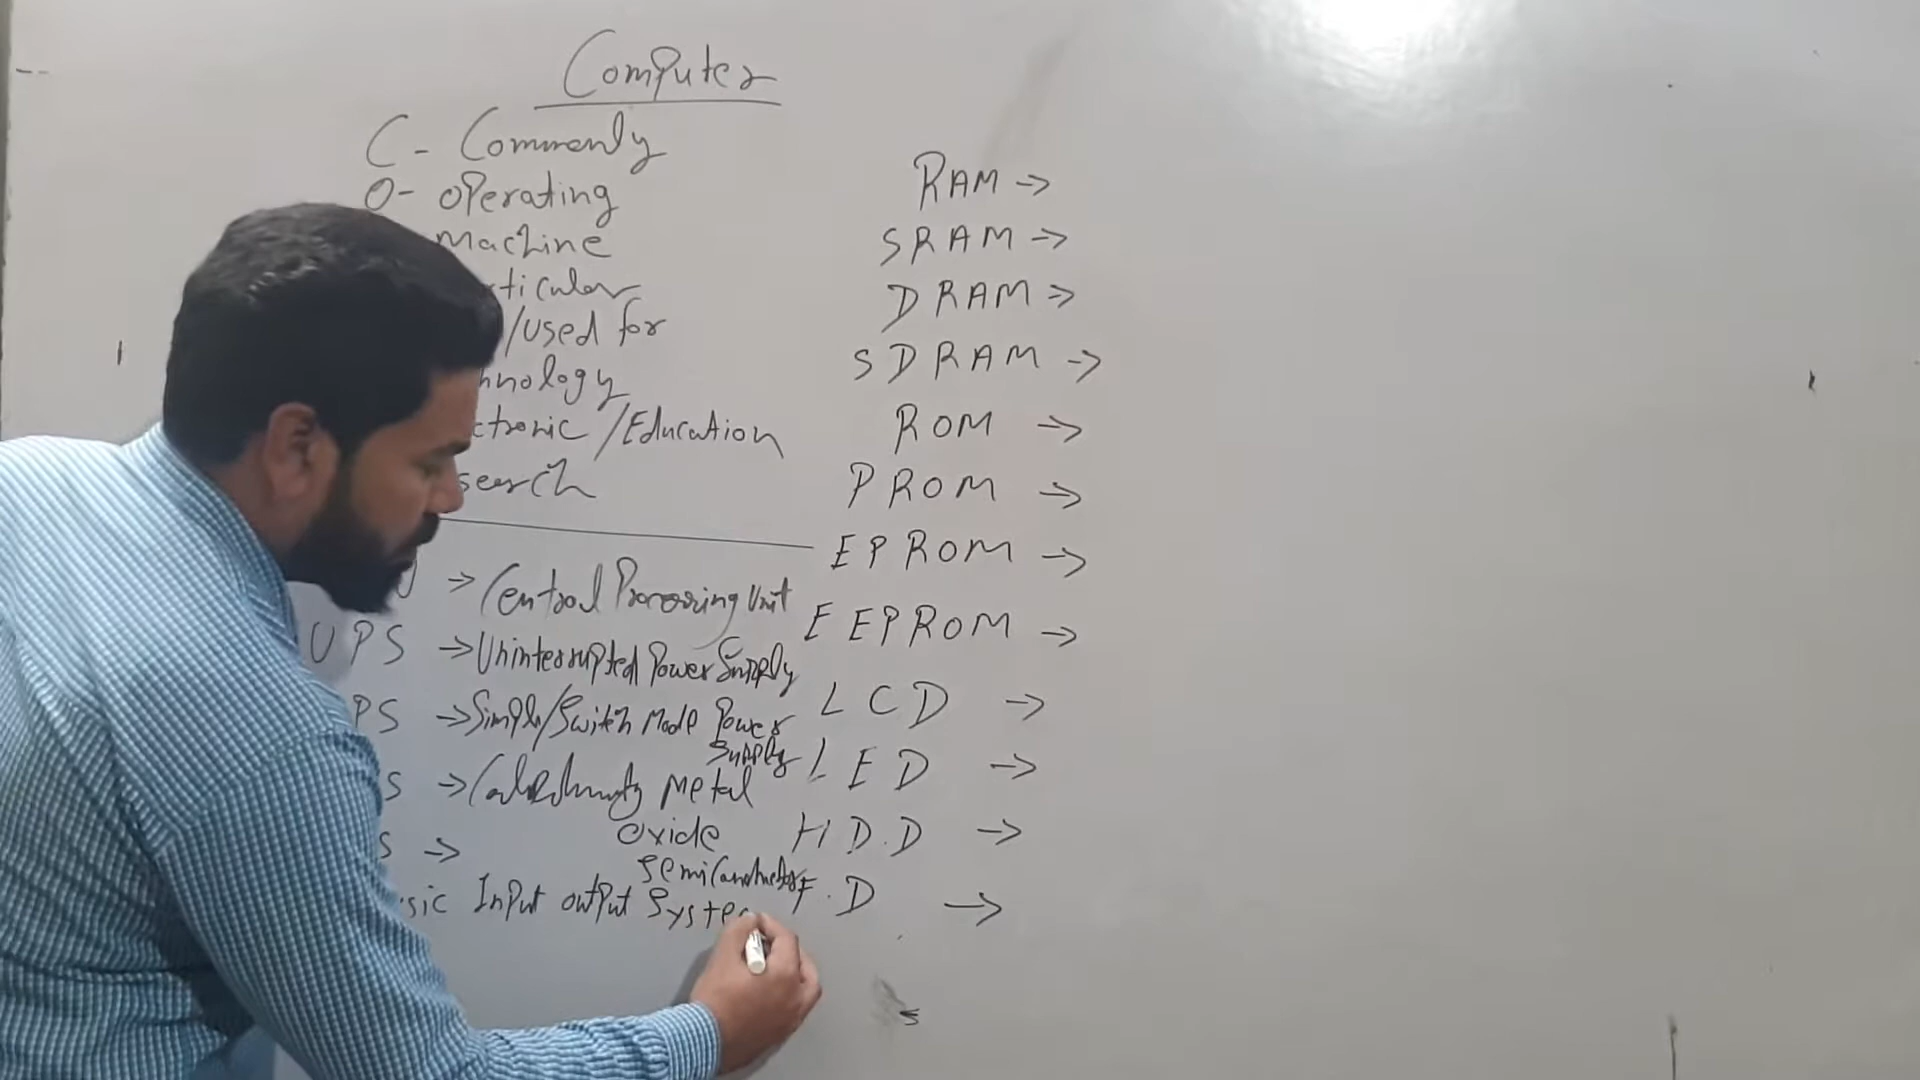 Computer
C - Commonly
O - operating
Machine
ticular
/Used for
hnology
ctronic /Education
search
→ Central Processing Unit
UPS → Uninterrupted Power Supply
PS → Simple/Switch Mode Power
Supply
S → Metal
oxide
Semiconductor
S →
sic Input output System
RAM →
SRAM →
DRAM →
SDRAM →
ROM →
PROM →
EPROM →
EEPROM →
LCD →
LED →
HD.D →
F.D →